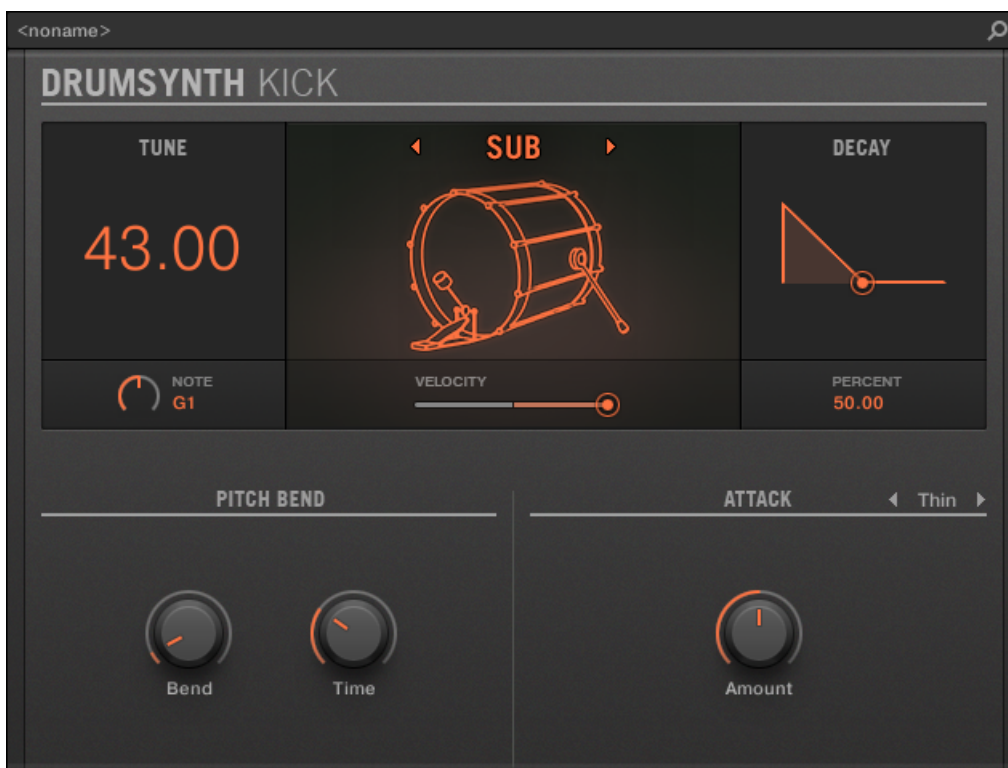 <noname>
DRUMSYNTH KICK
TUNE
SUB
DECAY
43.00
NOTE
G1
VELOCITY
PERCENT
50.00
PITCH BEND
ATTACK
Thin
Bend
Time
Amount